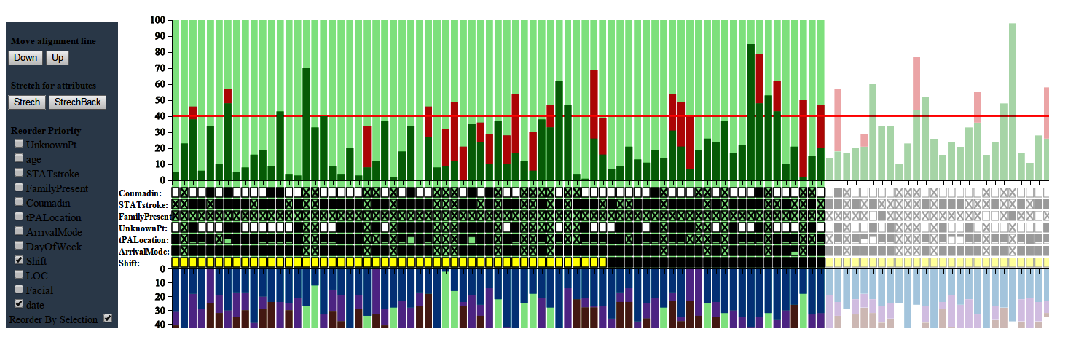 Move alignment line
Down Up
Stretch for attributes
Strech StrechBack
Reorder Priority
UnknownPt
age
STATstroke
FamilyPresent
Coumadin
tPALocation
ArrivalMode
DayOfWeek
Shift
LOC
Facial
date
Reorder By Selection
100
90
80
70
60
50
40
30
20
10
0
Coumadin:
STATstroke:
FamilyPresent
UnknownPt:
tPALocation:
ArrivalMode:
Shift:
0
10
20
30
40